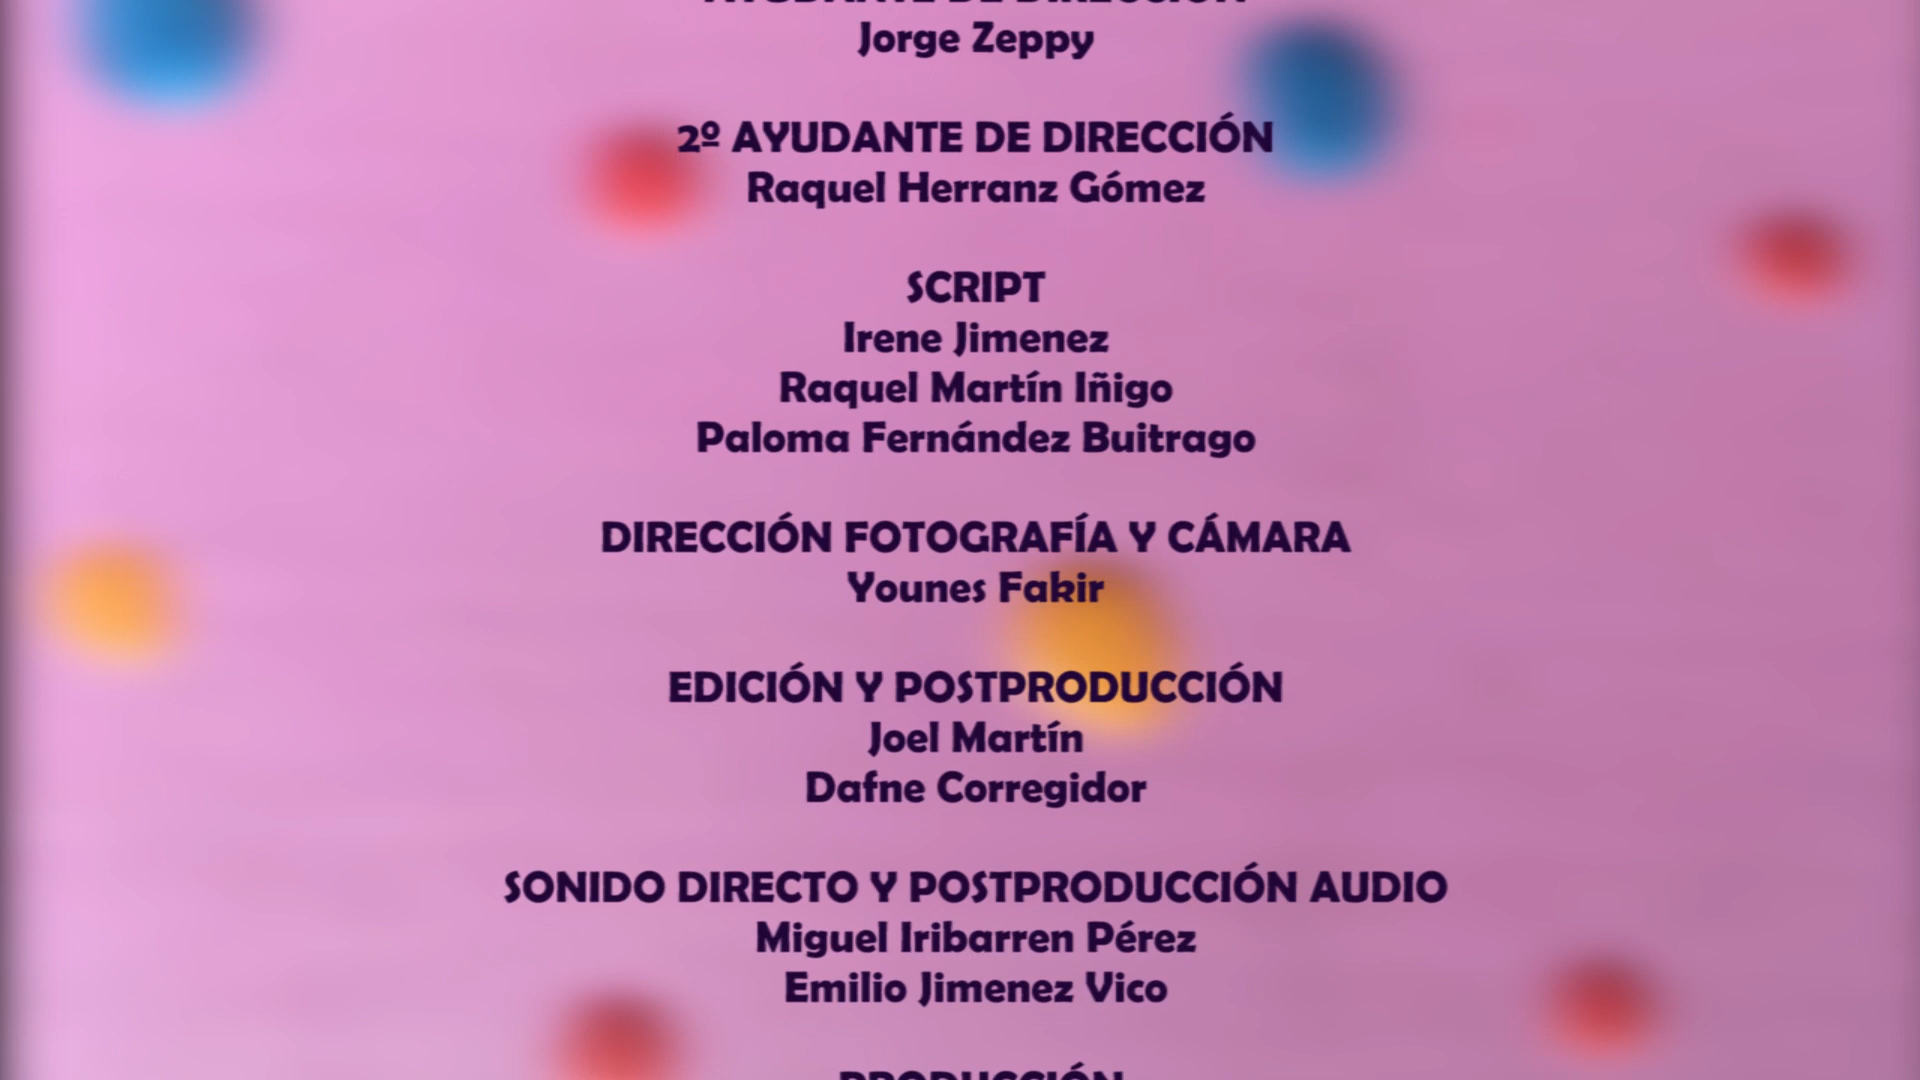 AYUDANTE DE DIRECCIÓN
Jorge Zeppy
2º AYUDANTE DE DIRECCIÓN
Raquel Herranz Gómez
SCRIPT
Irene Jimenez
Raquel Martín Iñigo
Paloma Fernández Buitrago
DIRECCIÓN FOTOGRAFÍA Y CÁMARA
Younes Fakir
EDICIÓN Y POSTPRODUCCIÓN
Joel Martín
Dafne Corregidor
SONIDO DIRECTO Y POSTPRODUCCIÓN AUDIO
Miguel Iribarren Pérez
Emilio Jimenez Vico
PRODUCCIÓN